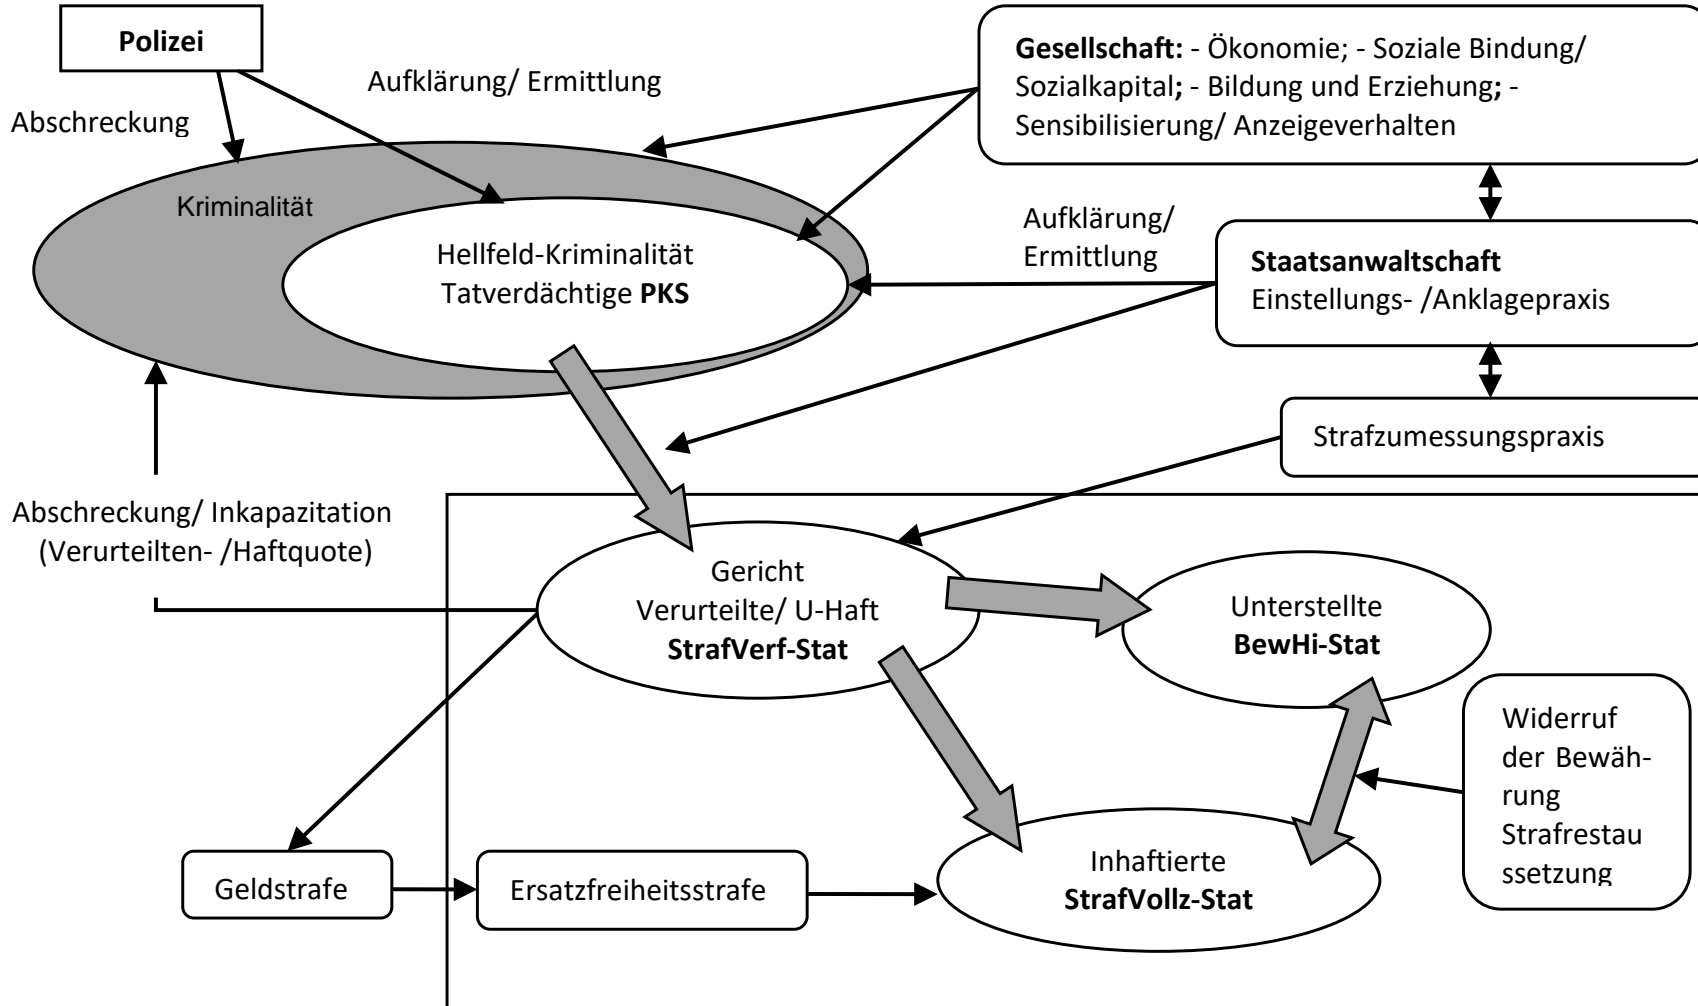 Polizei
Aufklärung/ Ermittlung
Abschreckung
Gesellschaft: - Ökonomie; - Soziale Bindung/
Sozialkapital; - Bildung und Erziehung; -
Sensibilisierung/ Anzeigeverhalten
Kriminalität
Hellfeld-Kriminalität
Tatverdächtige PKS
Aufklärung/
Ermittlung
Staatsanwaltschaft
Einstellungs- /Anklagepraxis
Strafzumessungspraxis
Abschreckung/ Inkapazitation
(Verurteilten- /Haftquote)
Gericht
Verurteilte/ U-Haft
StrafVerf-Stat
Unterstellte
BewHi-Stat
Widerruf
der Bewäh-
rung
Strafrestau
ssetzung
Geldstrafe
Ersatzfreiheitsstrafe
Inhaftierte
StrafVollz-Stat